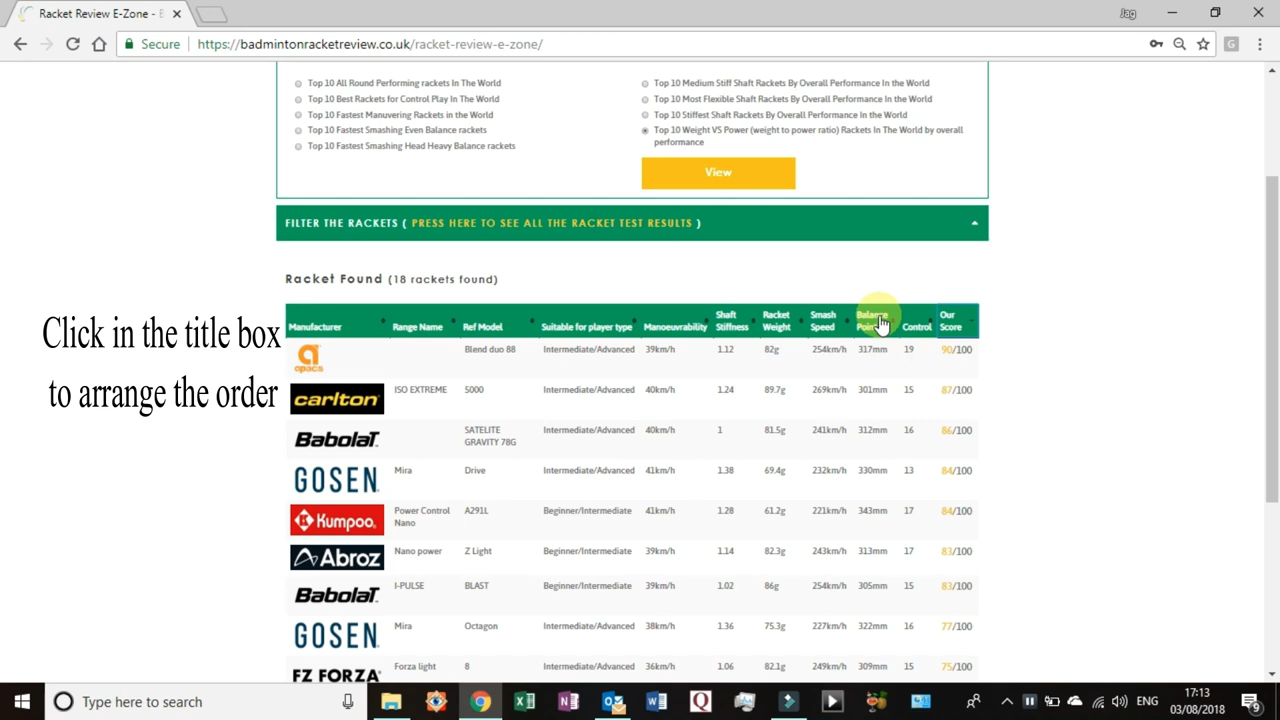 Racket Review E-Zone - B
Jag
Secure
https://badmintonracketreview.co.uk/racket-review-e-zone/
G
Top 10 All Round Performing rackets In The World
Top 10 Best Rackets for Control Play In The World
Top 10 Fastest Manuvering Rackets in the World
Top 10 Fastest Smashing Even Balance rackets
Top 10 Fastest Smashing Head Heavy Balance rackets
Top 10 Medium Stiff Shaft Rackets By Overall Performance In the World
Top 10 Most Flexible Shaft Rackets By Overall Performance In the World
Top 10 Stiffest Shaft Rackets By Overall Performance In the World
Top 10 Weight VS Power (weight to power ratio) Rackets In The World by overall
performance
View
FILTER THE RACKETS ( PRESS HERE TO SEE ALL THE RACKET TEST RESULTS )
Racket Found (18 rackets found)
Click in the title box
to arrange the order
Manufacturer Range Name Ref Model Suitable for player type Manoeuvrability Shaft Stiffness Racket Weight Smash Speed Balance Point Control Our Score
apacs Blend duo 88 Intermediate/Advanced 39km/h 1.12 82g 254km/h 317mm 19 90/100
carlton ISO EXTREME 5000 Intermediate/Advanced 40km/h 1.24 89.7g 269km/h 301mm 15 87/100
BabolaT SATELITE GRAVITY 78G Intermediate/Advanced 40km/h 1 81.5g 241km/h 312mm 16 86/100
GOSEN Mira Drive Intermediate/Advanced 41km/h 1.38 69.4g 232km/h 330mm 13 84/100
Kumpoo Power Control Nano A291L Beginner/Intermediate 41km/h 1.28 61.2g 221km/h 343mm 17 84/100
Abroz Nano power Z Light Beginner/Intermediate 39km/h 1.14 82.3g 243km/h 313mm 17 83/100
BabolaT I-PULSE BLAST Beginner/Intermediate 39km/h 1.02 86g 254km/h 305mm 15 83/100
GOSEN Mira Octagon Intermediate/Advanced 38km/h 1.36 75.3g 227km/h 322mm 16 77/100
FZ FORZA Forza light 8 Intermediate/Advanced 36km/h 1.06 82.1g 249km/h 309mm 15 75/100
Type here to search
ENG
17:13
03/08/2018
9